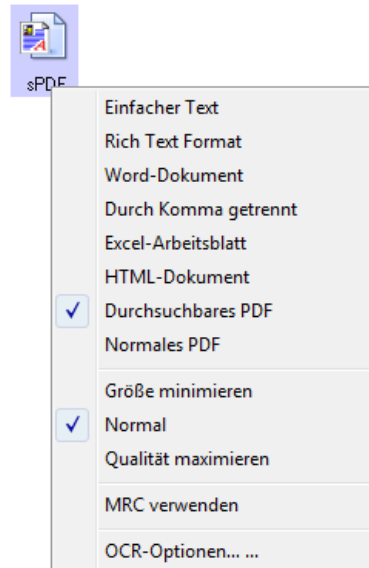 sPDF
Einfacher Text
Rich Text Format
Word-Dokument
Durch Komma getrennt
Excel-Arbeitsblatt
HTML-Dokument
Durchsuchbares PDF
Normales PDF
Größe minimieren
Normal
Qualität maximieren
MRC verwenden
OCR-Optionen... ...